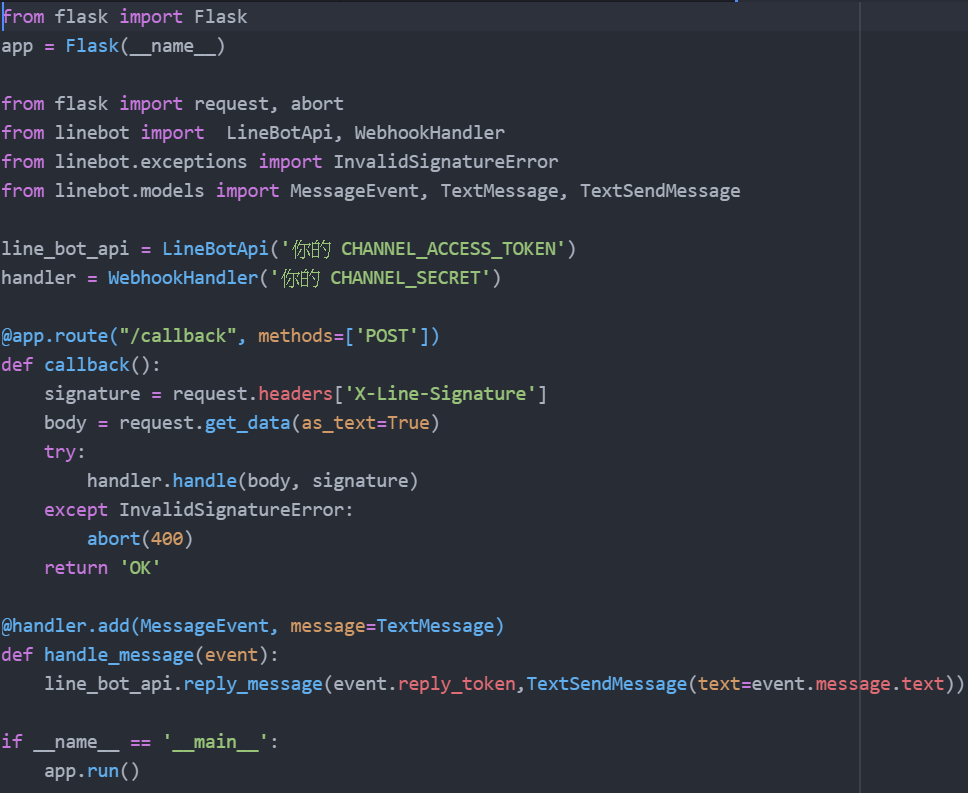 from flask import Flask
app = Flask(__name__)
from flask import request, abort
from linebot import  LineBotApi, WebhookHandler
from linebot.exceptions import InvalidSignatureError
from linebot.models import MessageEvent, TextMessage, TextSendMessage
line_bot_api = LineBotApi('你的 CHANNEL_ACCESS_TOKEN')
handler = WebhookHandler('你的 CHANNEL_SECRET')
@app.route("/callback", methods=['POST'])
def callback():
    signature = request.headers['X-Line-Signature']
    body = request.get_data(as_text=True)
    try:
        handler.handle(body, signature)
    except InvalidSignatureError:
        abort(400)
    return 'OK'
@handler.add(MessageEvent, message=TextMessage)
def handle_message(event):
    line_bot_api.reply_message(event.reply_token,TextSendMessage(text=event.message.text))
if __name__ == '__main__':
    app.run()